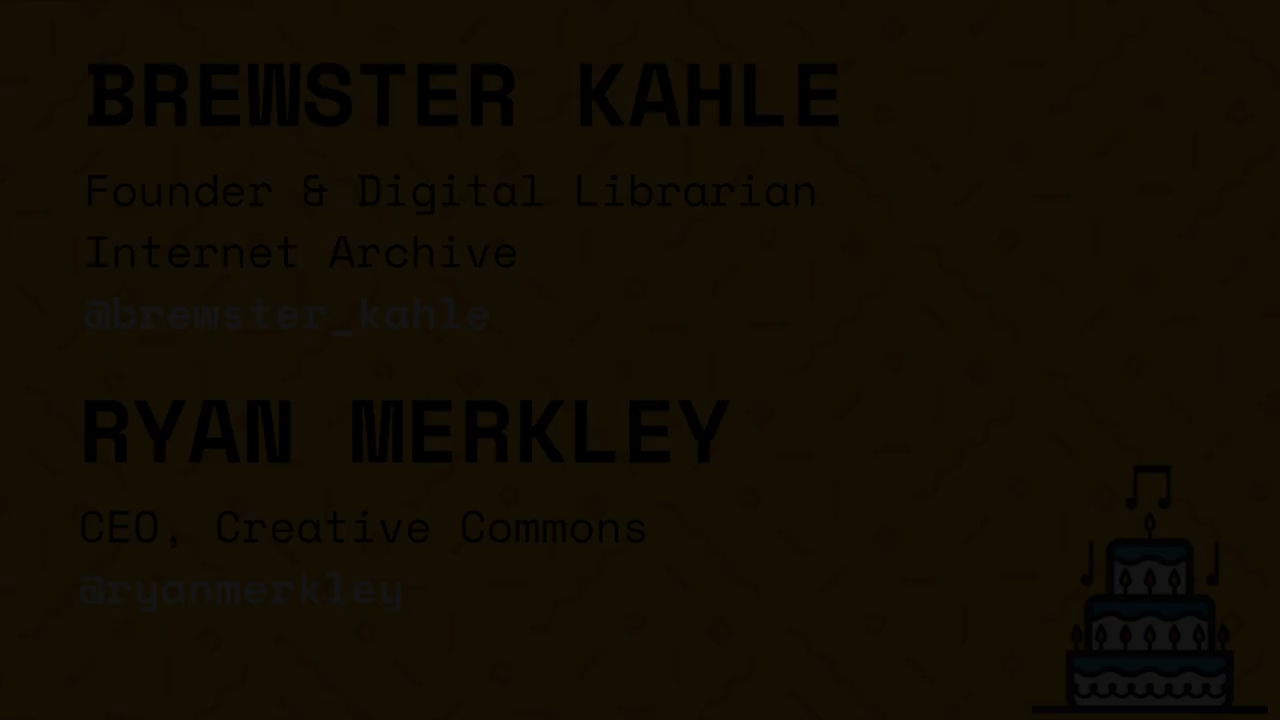 BREWSTER KAHLE
Founder & Digital Librarian
Internet Archive
@brewster_kahle
RYAN MERKLEY
CEO, Creative Commons
@ryanmerkley